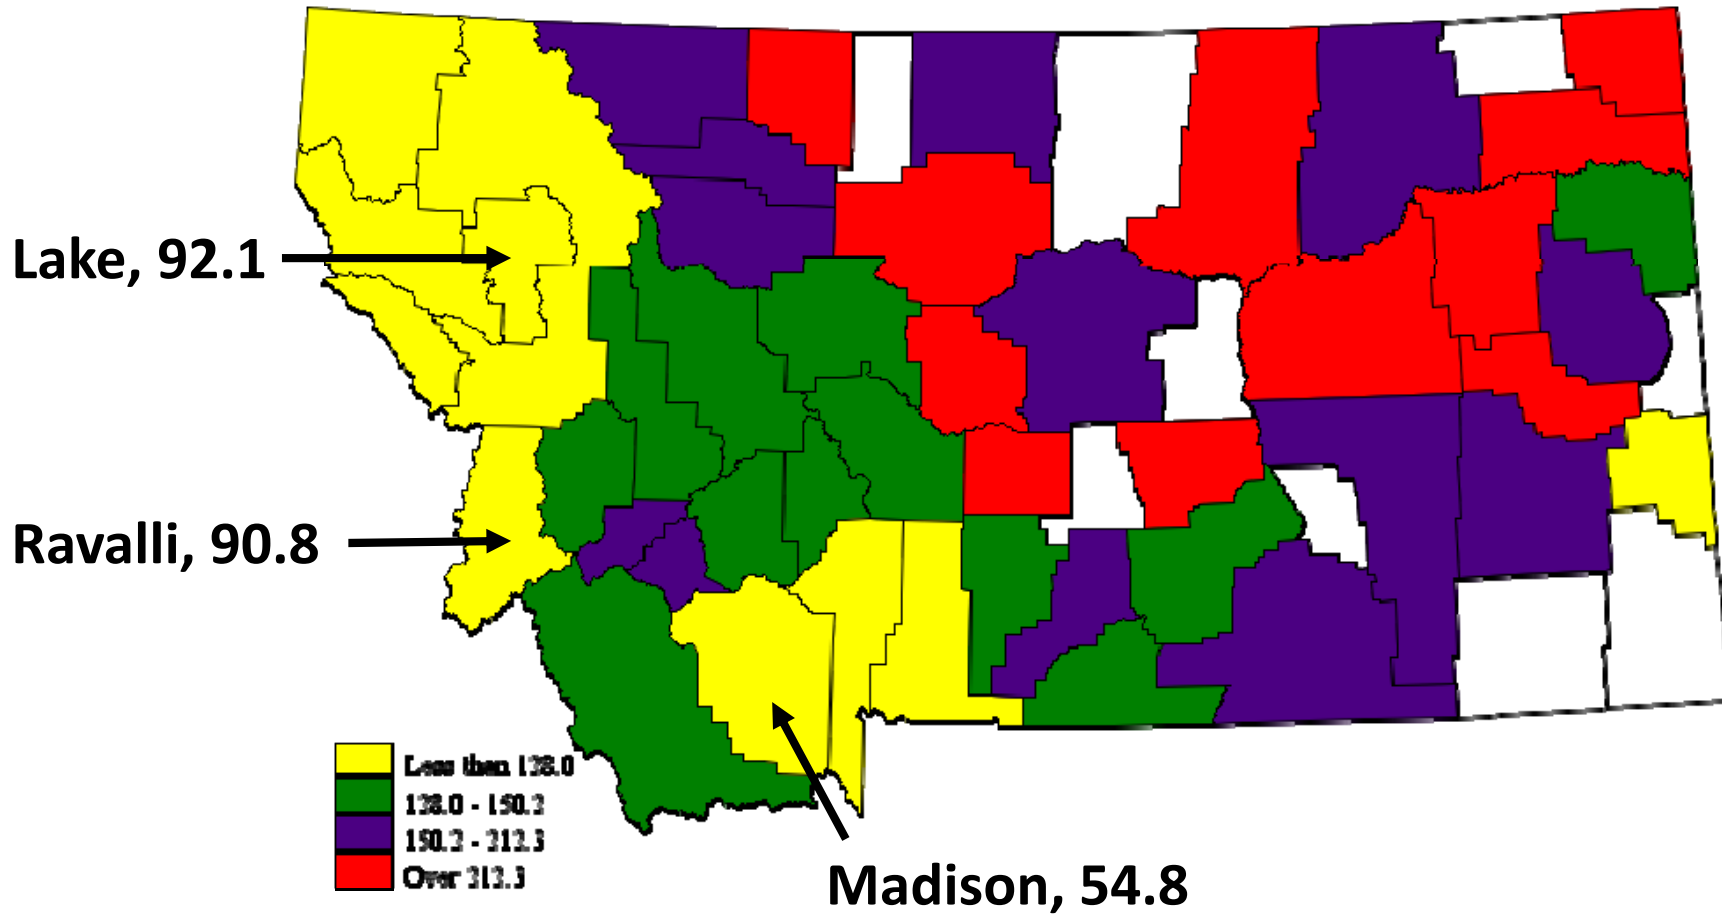 Lake, 92.1
Ravalli, 90.8
Less than 138.0
138.0 - 150.2
150.2 - 212.3
Over 212.3
Madison, 54.8